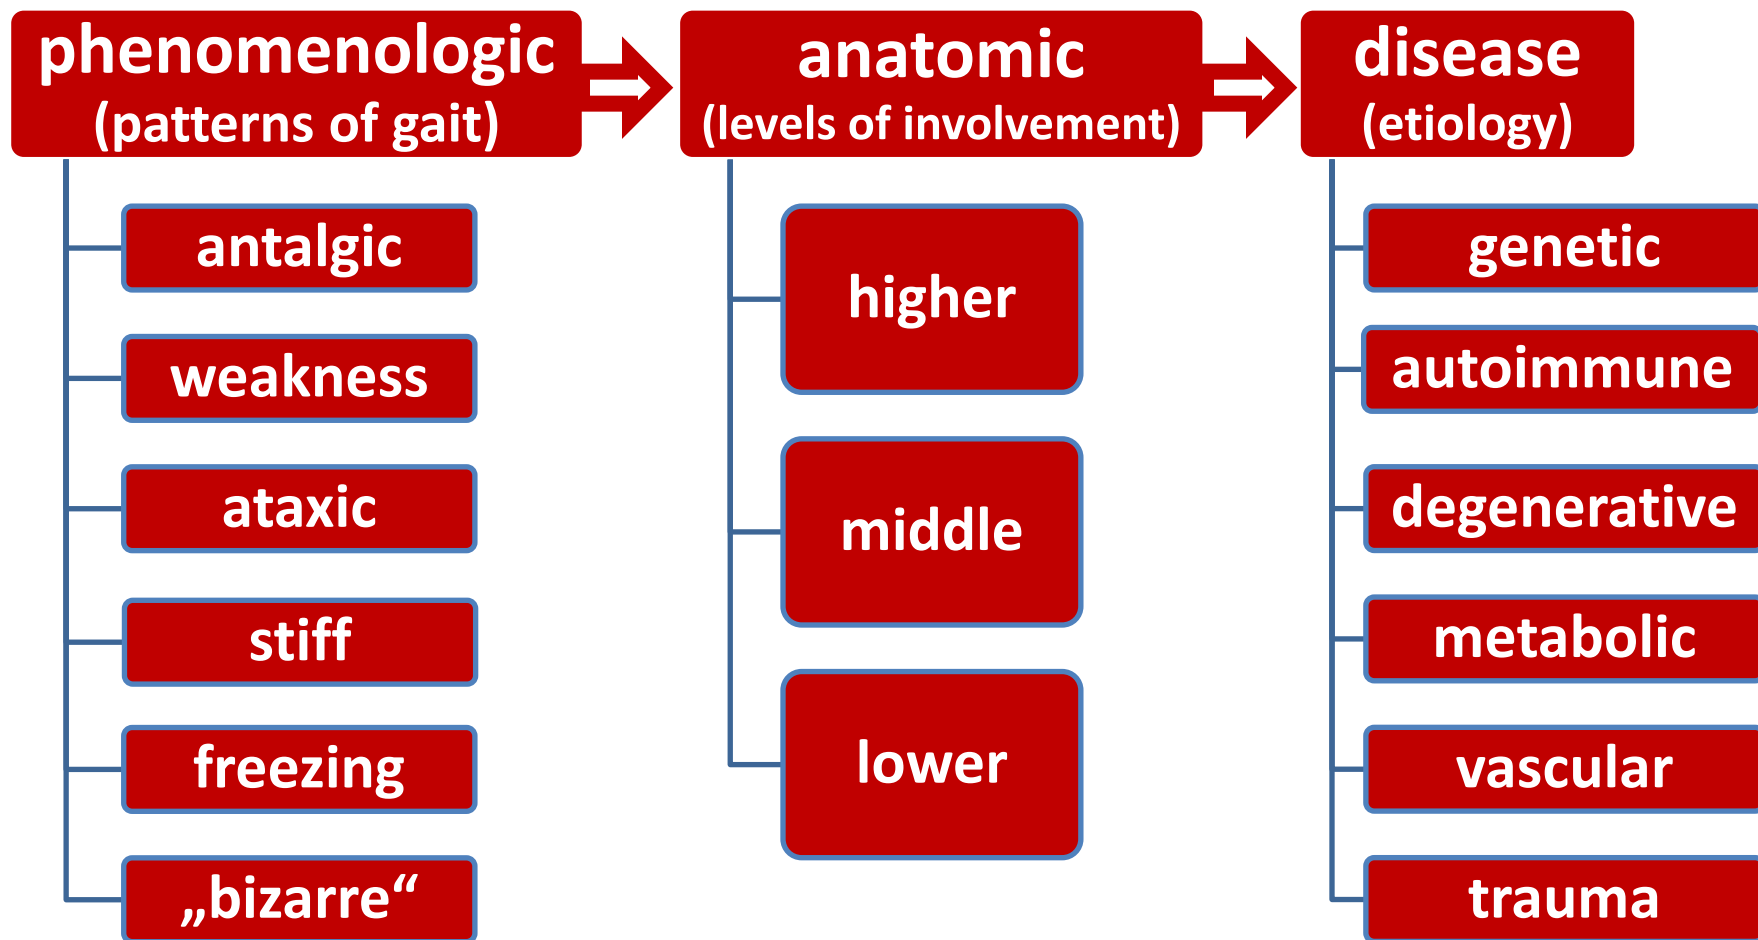 phenomenologic
(patterns of gait)
antalgic
weakness
ataxic
stiff
freezing
„bizarre“
anatomic
(levels of involvement)
higher
middle
lower
disease
(etiology)
genetic
autoimmune
degenerative
metabolic
vascular
trauma